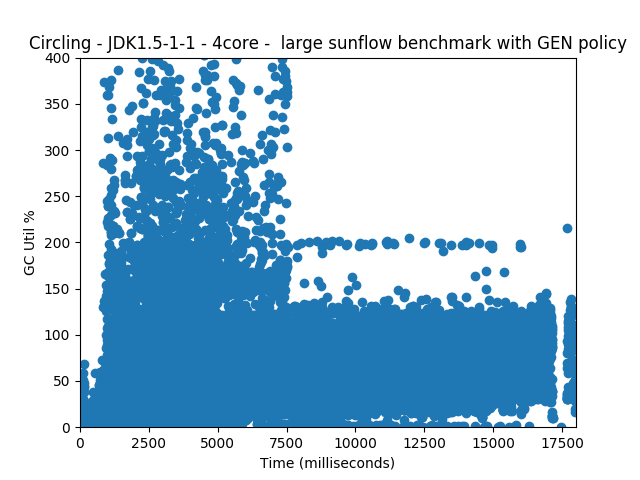 Circling - JDK1.5-1-1 - 4core -  large sunflow benchmark with GEN policy
400
350
300
250
200
150
100
50
0
GC Util %
0 2500 5000 7500 10000 12500 15000 17500
Time (milliseconds)